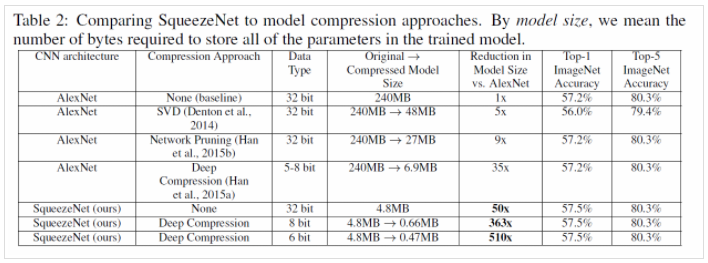 Table 2: Comparing SqueezeNet to model compression approaches. By model size, we mean the
number of bytes required to store all of the parameters in the trained model.
CNN architecture Compression Approach Data Type Original → Compressed Model Size Reduction in Model Size vs. AlexNet Top-1 ImageNet Accuracy Top-5 ImageNet Accuracy
AlexNet None (baseline) 32 bit 240MB 1x 57.2% 80.3%
AlexNet SVD (Denton et al., 2014) 32 bit 240MB → 48MB 5x 56.0% 79.4%
AlexNet Network Pruning (Han et al., 2015b) 32 bit 240MB → 27MB 9x 57.2% 80.3%
AlexNet Deep Compression (Han et al., 2015a) 5-8 bit 240MB → 6.9MB 35x 57.2% 80.3%
SqueezeNet (ours) None 32 bit 4.8MB 50x 57.5% 80.3%
SqueezeNet (ours) Deep Compression 8 bit 4.8MB → 0.66MB 363x 57.5% 80.3%
SqueezeNet (ours) Deep Compression 6 bit 4.8MB → 0.47MB 510x 57.5% 80.3%